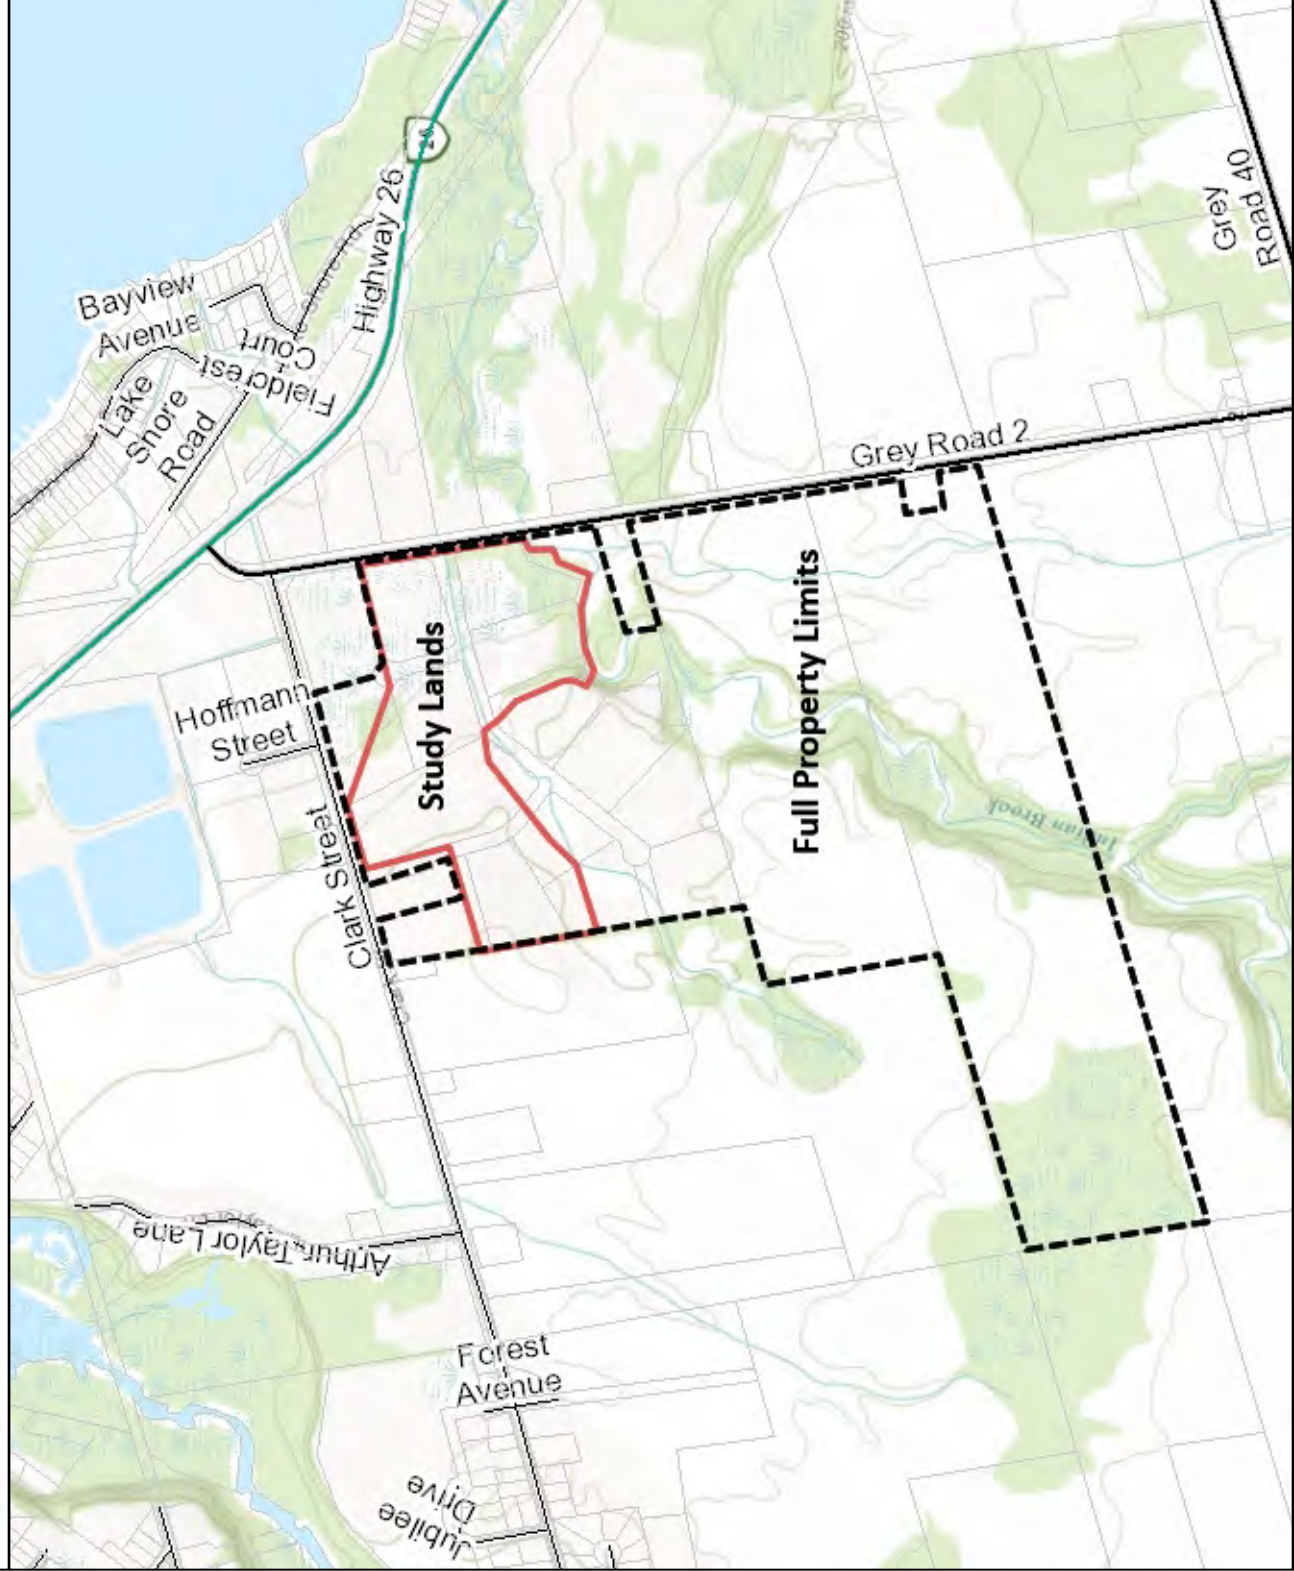 Bayview
Avenue
Highway 26
26
Lake
Shore
Road
Fieldcrest
Court
Grey
Road 40
Grey Road 2
Hoffmann
Street
Study Lands
Full Property Limits
Clark Street
Indian Brook
Arthur Taylor Lane
Forest
Avenue
Jubilee
Drive